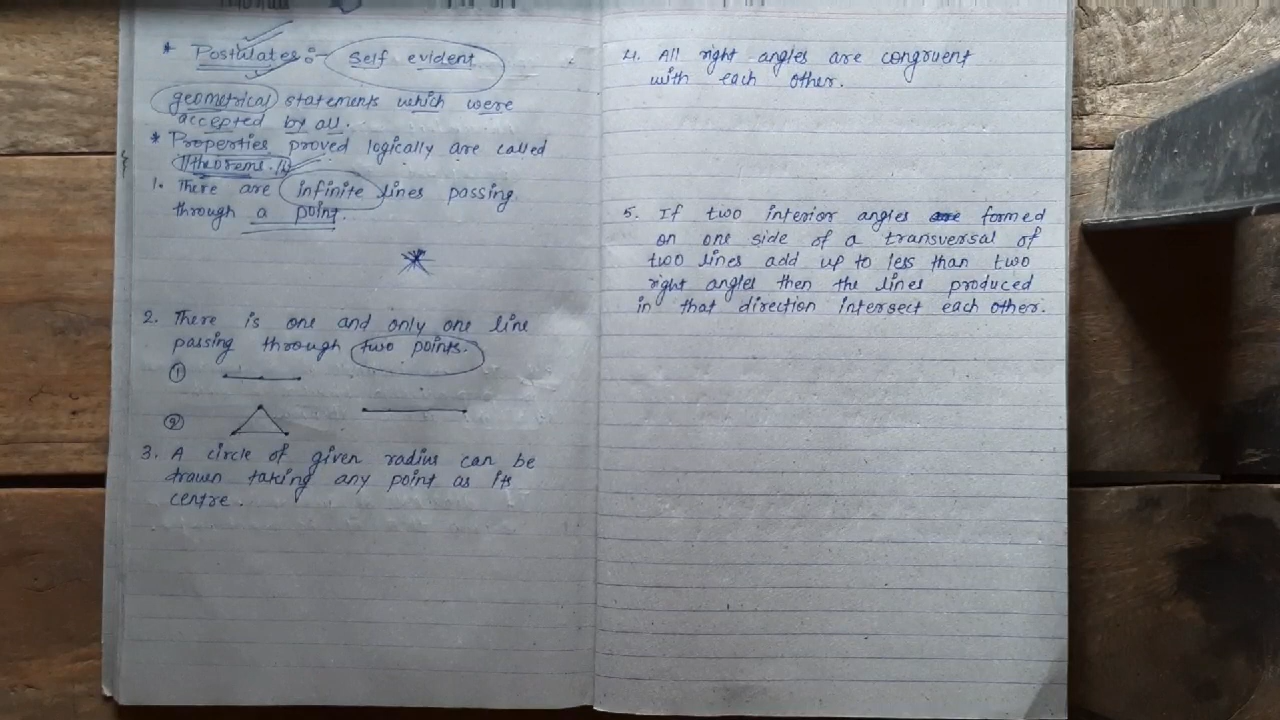 * Postulates :- Self evident
geometrical statements which were
accepted by all.
* Properties proved logically are called
Theorems.
1. There are infinite lines passing
through a point.
2. There is one and only one line
passing through two points.
①
②
3. A circle of given radius can be
drawn taking any point as its
centre.
4. All right angles are congruent
with each other.
5. If two interior angles are formed
on one side of a transversal of
two lines add up to less than two
right angles then the lines produced
in that direction intersect each other.